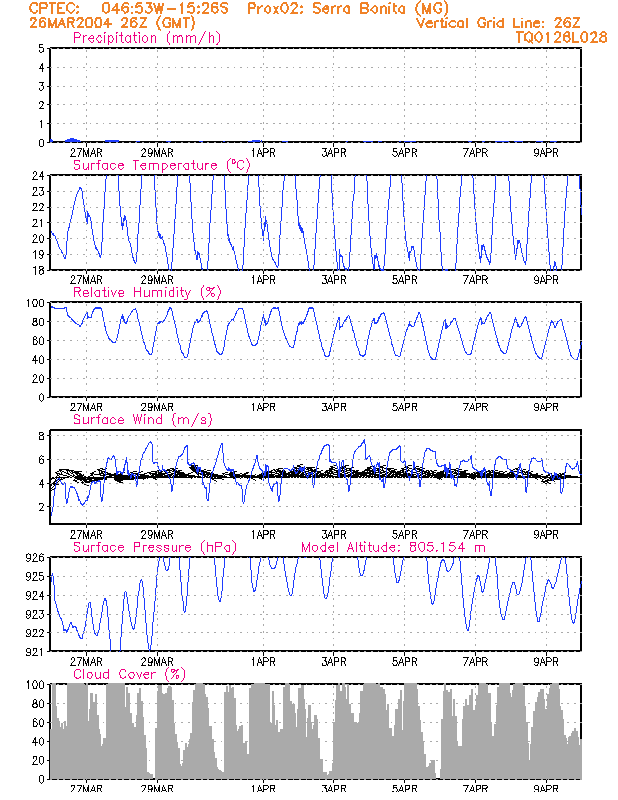 CPTEC: 046:53W-15:26S Prox02: Serra Bonita (MG)
26MAR2004 26Z (GMT) Vertical Grid Line: 26Z
Precipitation (mm/h) TQ0126L028
5
4
3
2
1
0
27MAR 29MAR 1APR 3APR 5APR 7APR 9APR
Surface Temperature (°C)
24
23
22
21
20
19
18
27MAR 29MAR 1APR 3APR 5APR 7APR 9APR
Relative Humidity (%)
100
80
60
40
20
0
27MAR 29MAR 1APR 3APR 5APR 7APR 9APR
Surface Wind (m/s)
8
6
4
2
27MAR 29MAR 1APR 3APR 5APR 7APR 9APR
Surface Pressure (hPa) Model Altitude: 805.154 m
926
925
924
923
922
921
27MAR 29MAR 1APR 3APR 5APR 7APR 9APR
Cloud Cover (%)
100
80
60
40
20
0
27MAR 29MAR 1APR 3APR 5APR 7APR 9APR